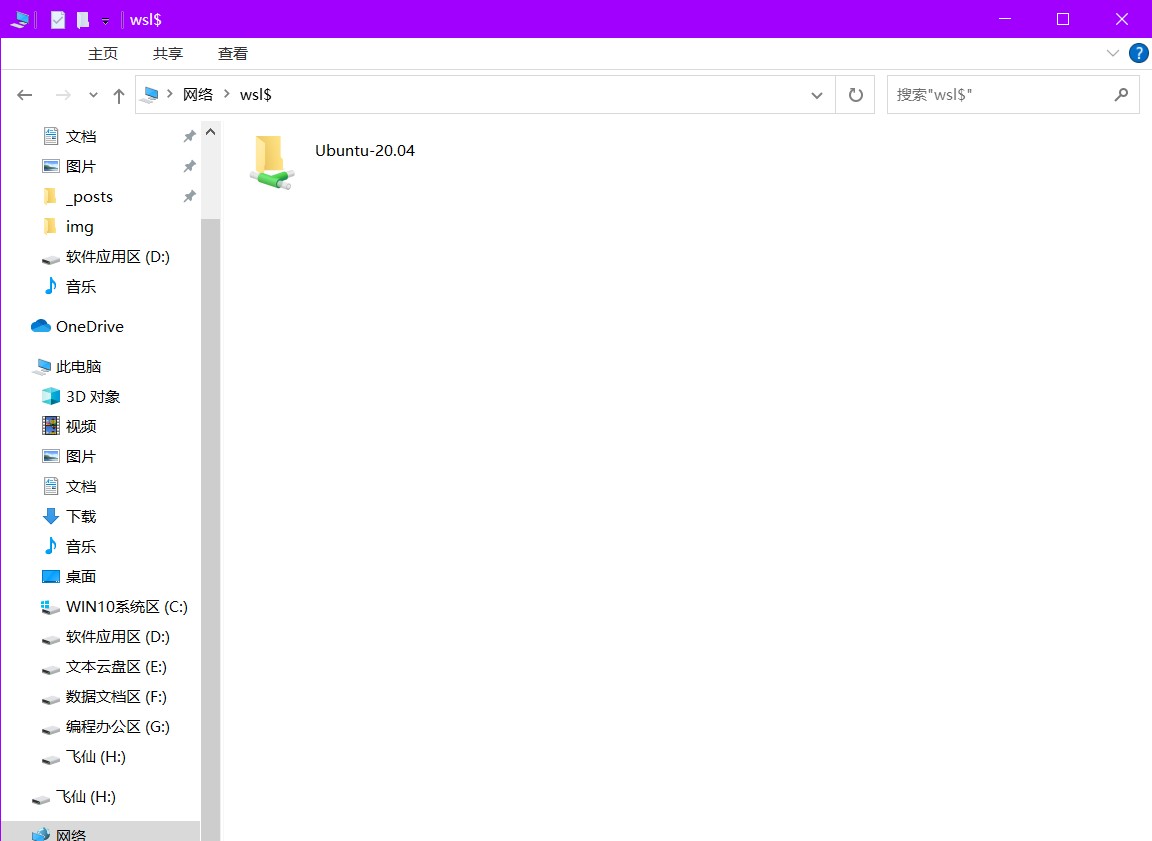 wsl$
主页 共享 查看
网络 wsl$
搜索"wsl$"
文档
图片
_posts
img
软件应用区 (D:)
音乐
OneDrive
此电脑
3D 对象
视频
图片
文档
下载
音乐
桌面
WIN10系统区 (C:)
软件应用区 (D:)
文本云盘区 (E:)
数据文档区 (F:)
编程办公区 (G:)
飞仙 (H:)
飞仙 (H:)
网络
Ubuntu-20.04